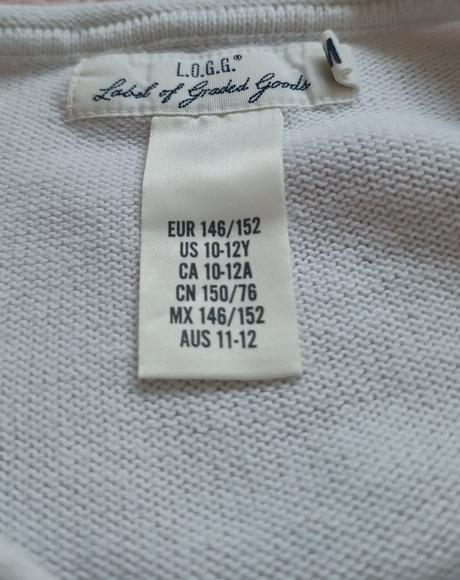 L.O.G.G.®
Label of Graded Goods
EUR 146/152
US 10-12Y
CA 10-12A
CN 150/76
MX 146/152
AUS 11-12